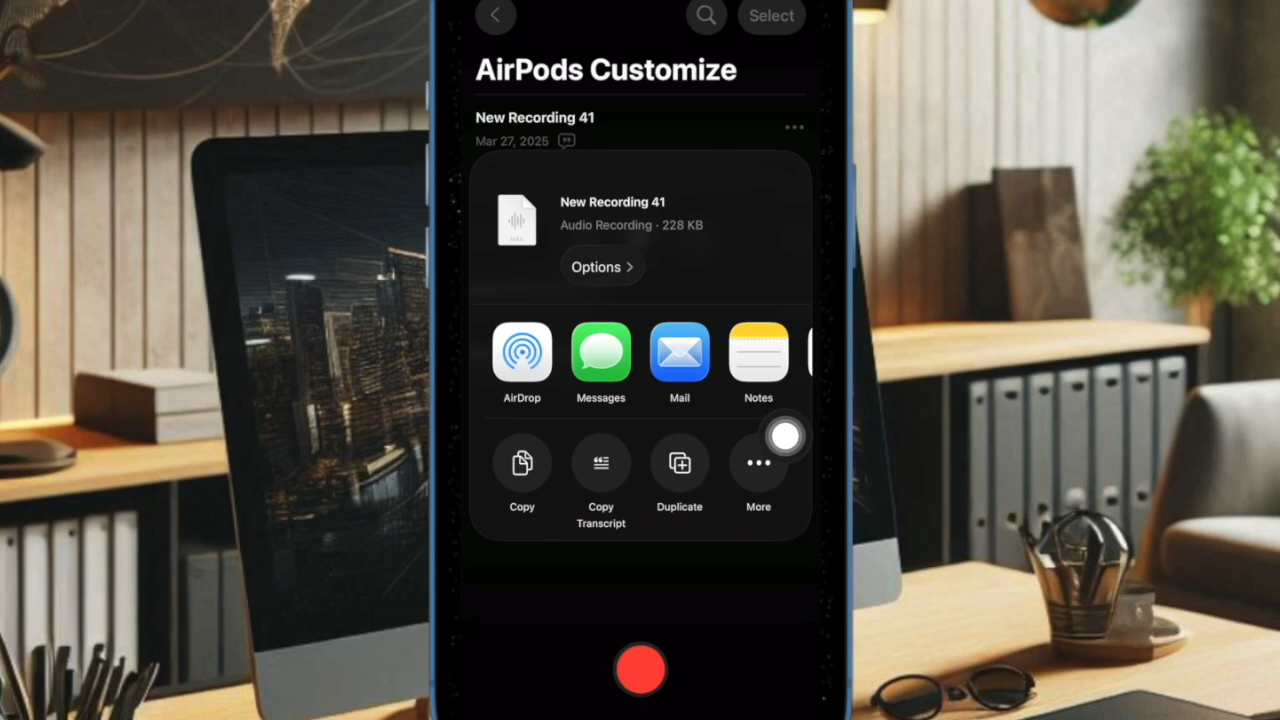 Select
AirPods Customize
New Recording 41
Mar 27, 2025
New Recording 41
Audio Recording · 228 KB
Options
AirDrop
Messages
Mail
Notes
Copy
Copy
Transcript
Duplicate
More